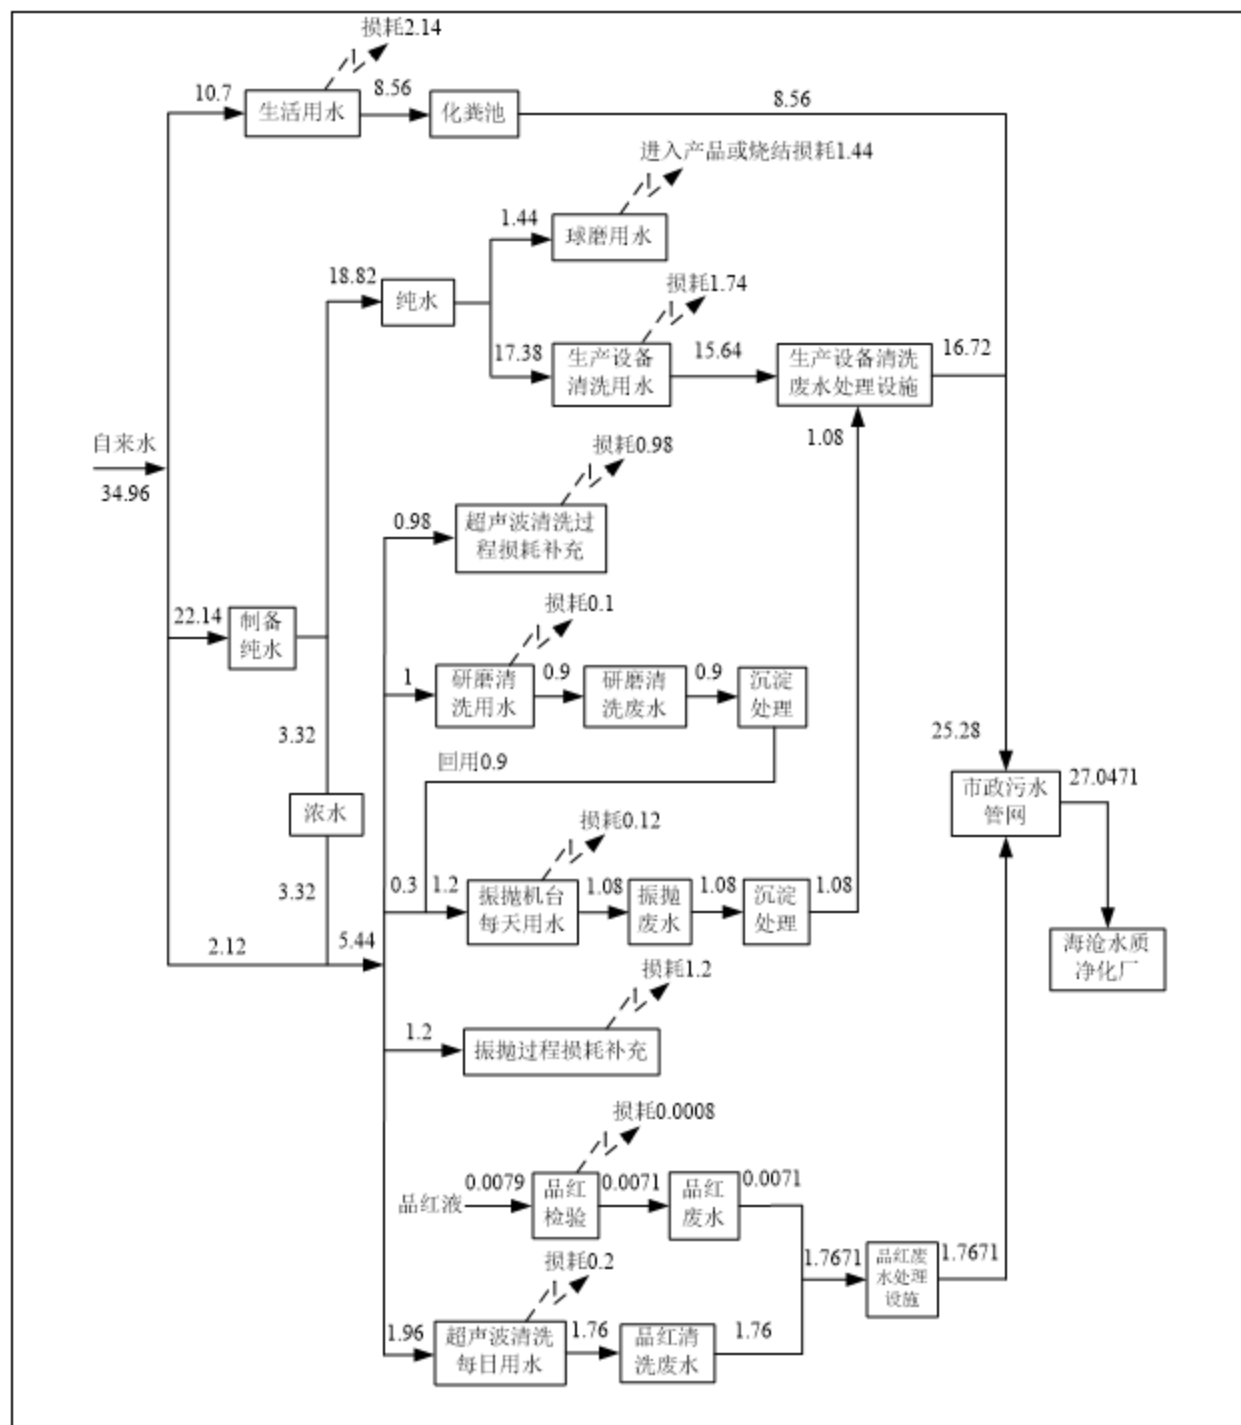 损耗2.14
10.7
生活用水
8.56
化粪池
8.56
进入产品或烧结损耗1.44
1.44
球磨用水
18.82
纯水
损耗1.74
17.38
生产设备
清洗用水
15.64
生产设备清洗
废水处理设施
16.72
1.08
自来水
34.96
损耗0.98
0.98
超声波清洗过
程损耗补充
22.14
制备
纯水
损耗0.1
1
研磨清
洗用水
0.9
研磨清
洗废水
0.9
沉淀
处理
3.32
回用0.9
25.28
市政污水
管网
27.0471
浓水
损耗0.12
3.32
0.3
1.2
振抛机台
每天用水
1.08
振抛
废水
1.08
沉淀
处理
1.08
2.12
5.44
海沧水质
净化厂
损耗1.2
1.2
振抛过程损耗补充
损耗0.0008
品红液
0.0079
品红
检验
0.0071
品红
废水
0.0071
损耗0.2
1.7671
品红废
水处理
设施
1.7671
1.96
超声波清洗
每日用水
1.76
品红清
洗废水
1.76